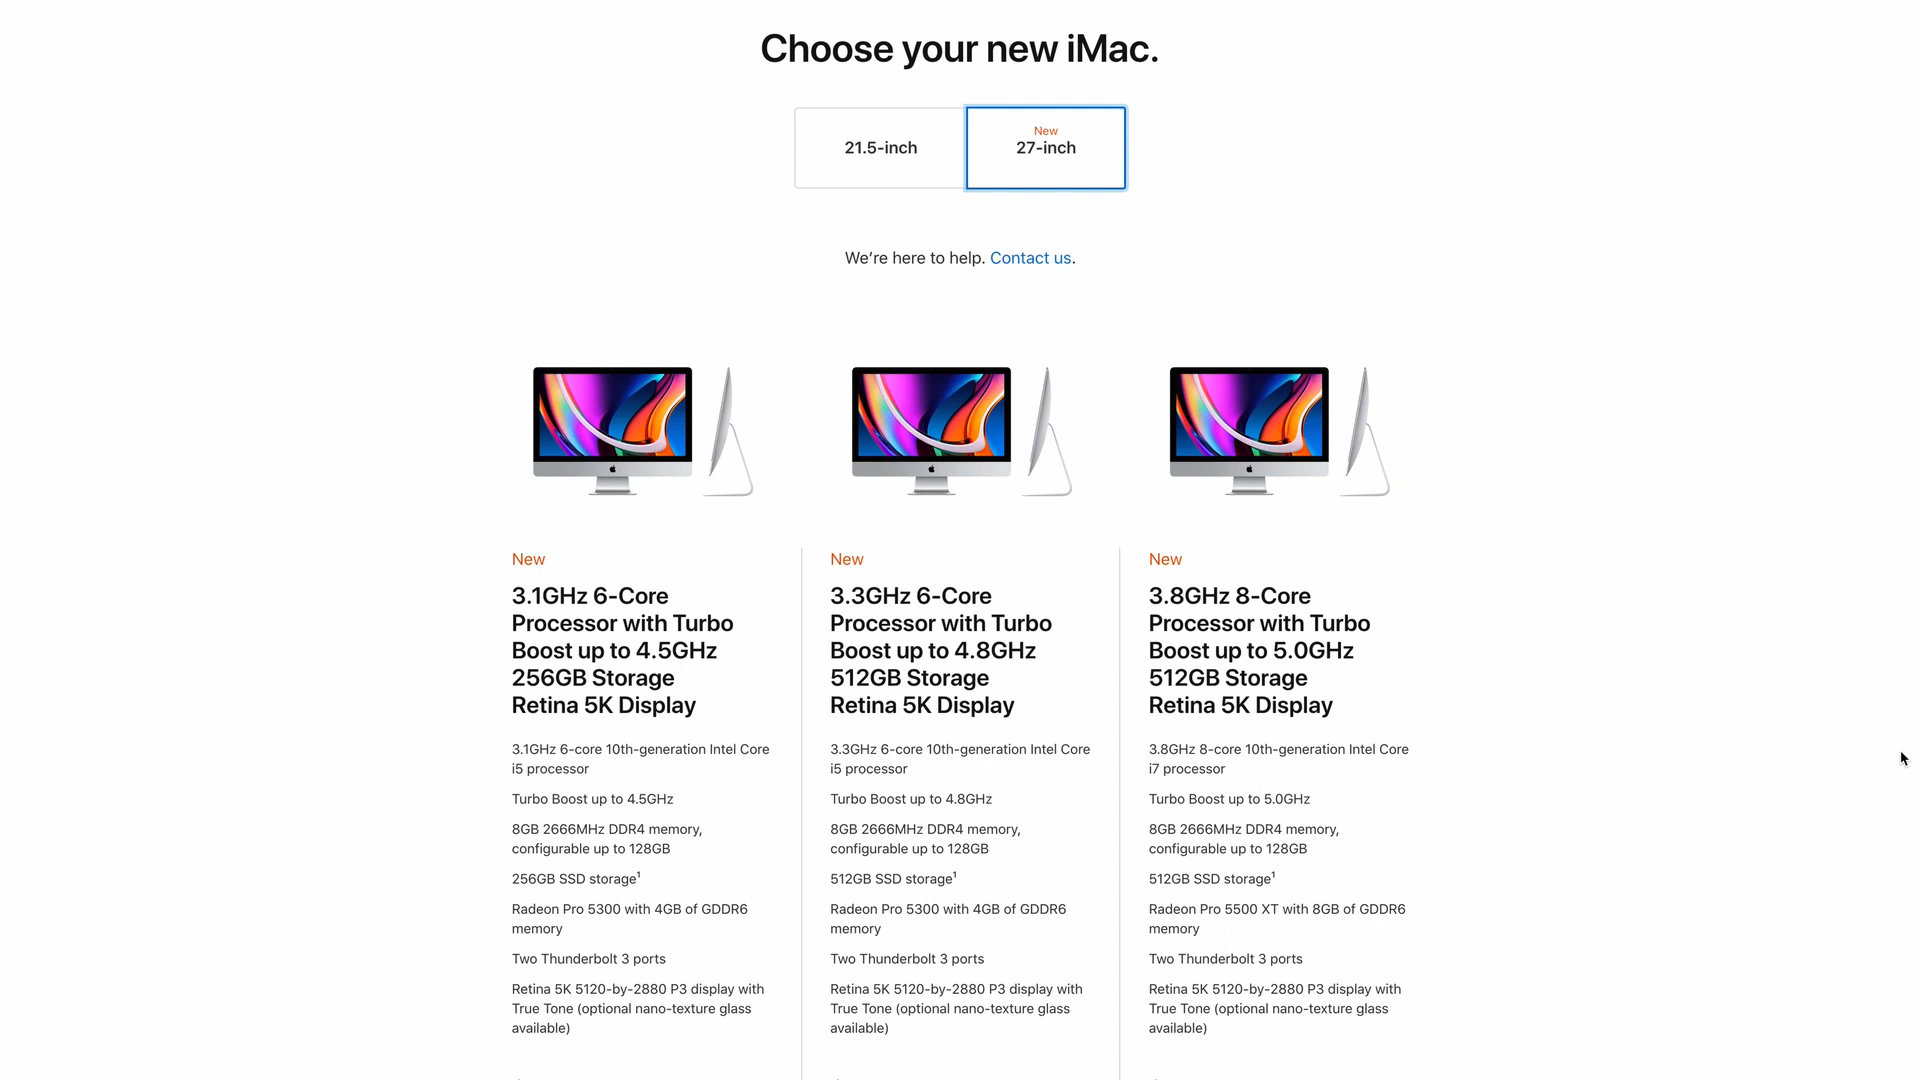 Choose your new iMac.
21.5-inch
New
27-inch
We’re here to help. Contact us.
New
3.1GHz 6-Core
Processor with Turbo
Boost up to 4.5GHz
256GB Storage
Retina 5K Display
3.1GHz 6-core 10th-generation Intel Core
i5 processor
Turbo Boost up to 4.5GHz
8GB 2666MHz DDR4 memory,
configurable up to 128GB
256GB SSD storage¹
Radeon Pro 5300 with 4GB of GDDR6
memory
Two Thunderbolt 3 ports
Retina 5K 5120-by-2880 P3 display with
True Tone (optional nano-texture glass
available)
New
3.3GHz 6-Core
Processor with Turbo
Boost up to 4.8GHz
512GB Storage
Retina 5K Display
3.3GHz 6-core 10th-generation Intel Core
i5 processor
Turbo Boost up to 4.8GHz
8GB 2666MHz DDR4 memory,
configurable up to 128GB
512GB SSD storage¹
Radeon Pro 5300 with 4GB of GDDR6
memory
Two Thunderbolt 3 ports
Retina 5K 5120-by-2880 P3 display with
True Tone (optional nano-texture glass
available)
New
3.8GHz 8-Core
Processor with Turbo
Boost up to 5.0GHz
512GB Storage
Retina 5K Display
3.8GHz 8-core 10th-generation Intel Core
i7 processor
Turbo Boost up to 5.0GHz
8GB 2666MHz DDR4 memory,
configurable up to 128GB
512GB SSD storage¹
Radeon Pro 5500 XT with 8GB of GDDR6
memory
Two Thunderbolt 3 ports
Retina 5K 5120-by-2880 P3 display with
True Tone (optional nano-texture glass
available)